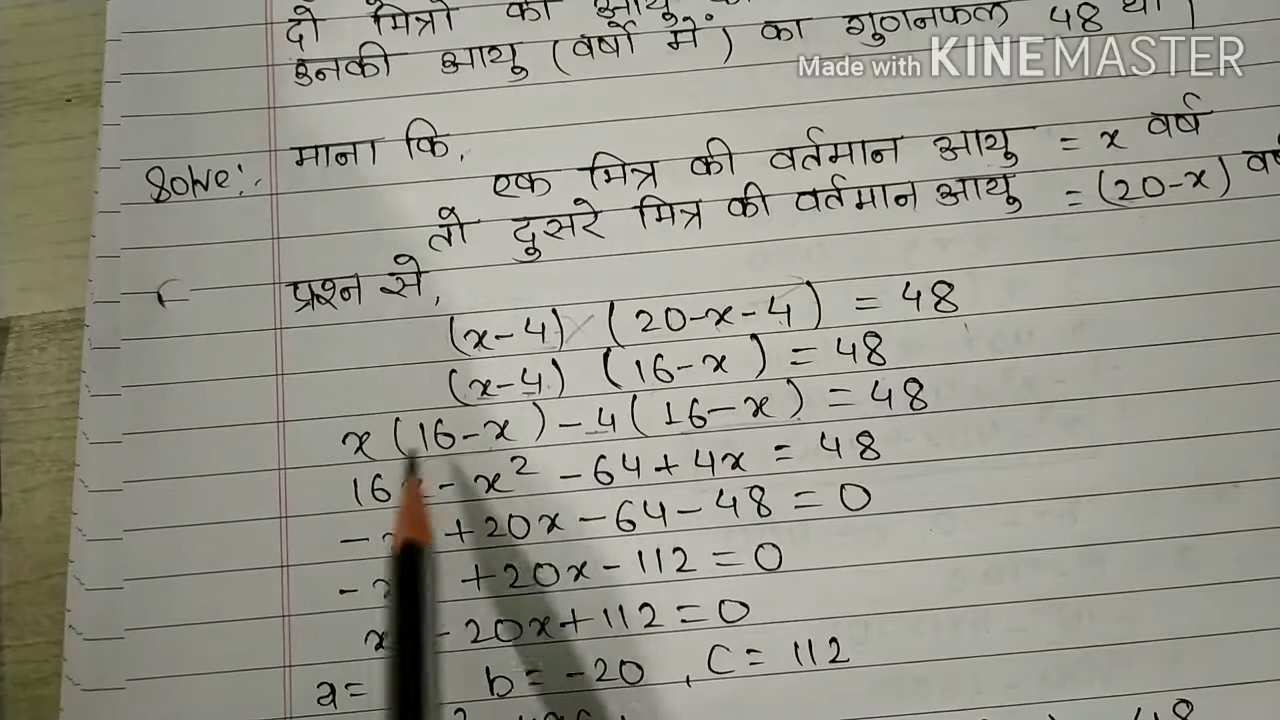 दो मित्रों की आयु
इनकी आयु (वर्षों में) का गुणनफल 48 था।
Made with KINEMASTER
Solve:- माना कि,
एक मित्र की वर्तमान आयु = x वर्ष
तो दुसरे मित्र की वर्तमान आयु = (20-x)
प्रश्न से,
(x-4) (20-x-4) = 48
(x-4) (16-x) = 48
x(16-x) -4(16-x) = 48
16 - x² - 64 + 4x = 48
- +20x - 64 - 48 = 0
- +20x - 112 = 0
- 20x + 112 = 0
a= b = -20 , C = 112
48